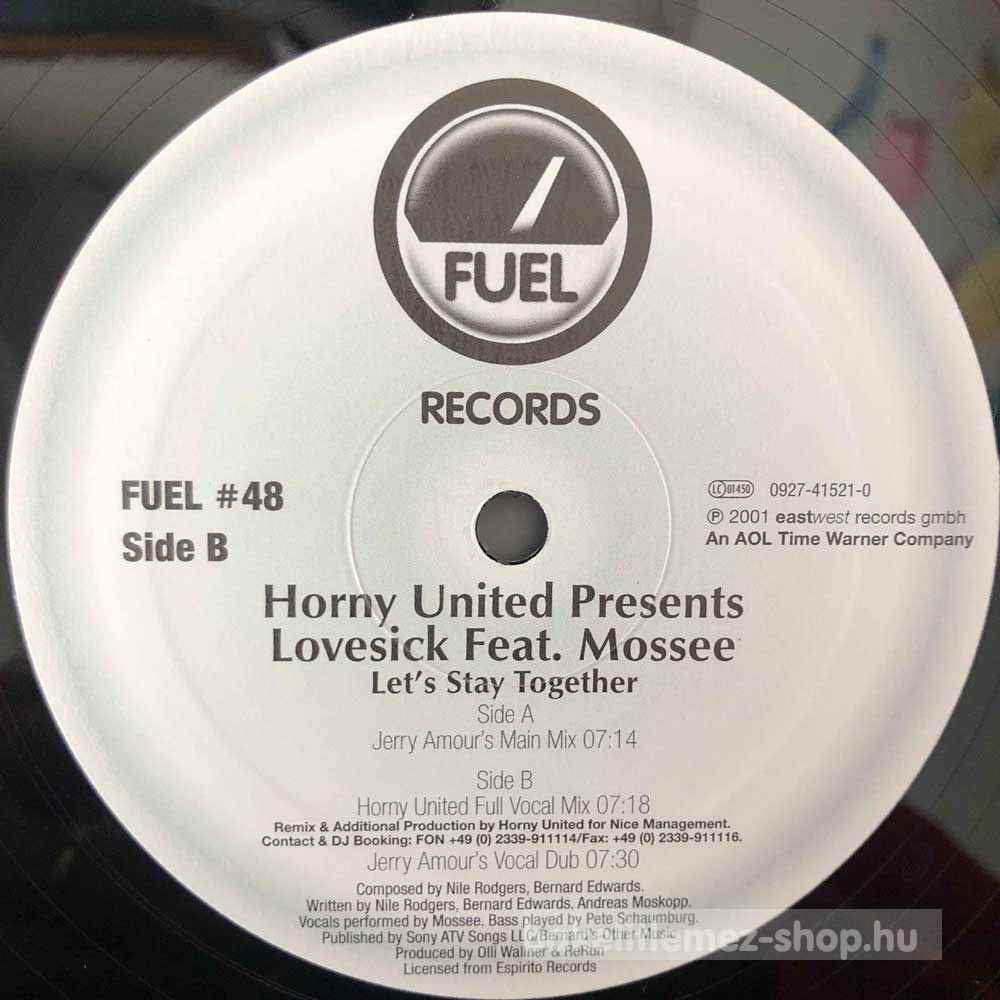 FUEL
RECORDS
FUEL #48
Side B
LC 01450 0927-41521-0
℗ 2001 eastwest records gmbh
An AOL Time Warner Company
Horny United Presents
Lovesick Feat. Mossee
Let's Stay Together
Side A
Jerry Amour's Main Mix 07:14
Side B
Horny United Full Vocal Mix 07:18
Remix & Additional Production by Horny United for Nice Management.
Contact & DJ Booking: FON +49 (0) 2339-911114/Fax: +49 (0) 2339-911116.
Jerry Amour's Vocal Dub 07:30
Composed by Nile Rodgers, Bernard Edwards.
Written by Nile Rodgers, Bernard Edwards, Andreas Moskopp.
Vocals performed by Mossee. Bass played by Pete Schaumburg.
Published by Sony ATV Songs LLC/Bernard's Other Music
Produced by Olli Wallner & ReKbn
Licensed from Espirito Records